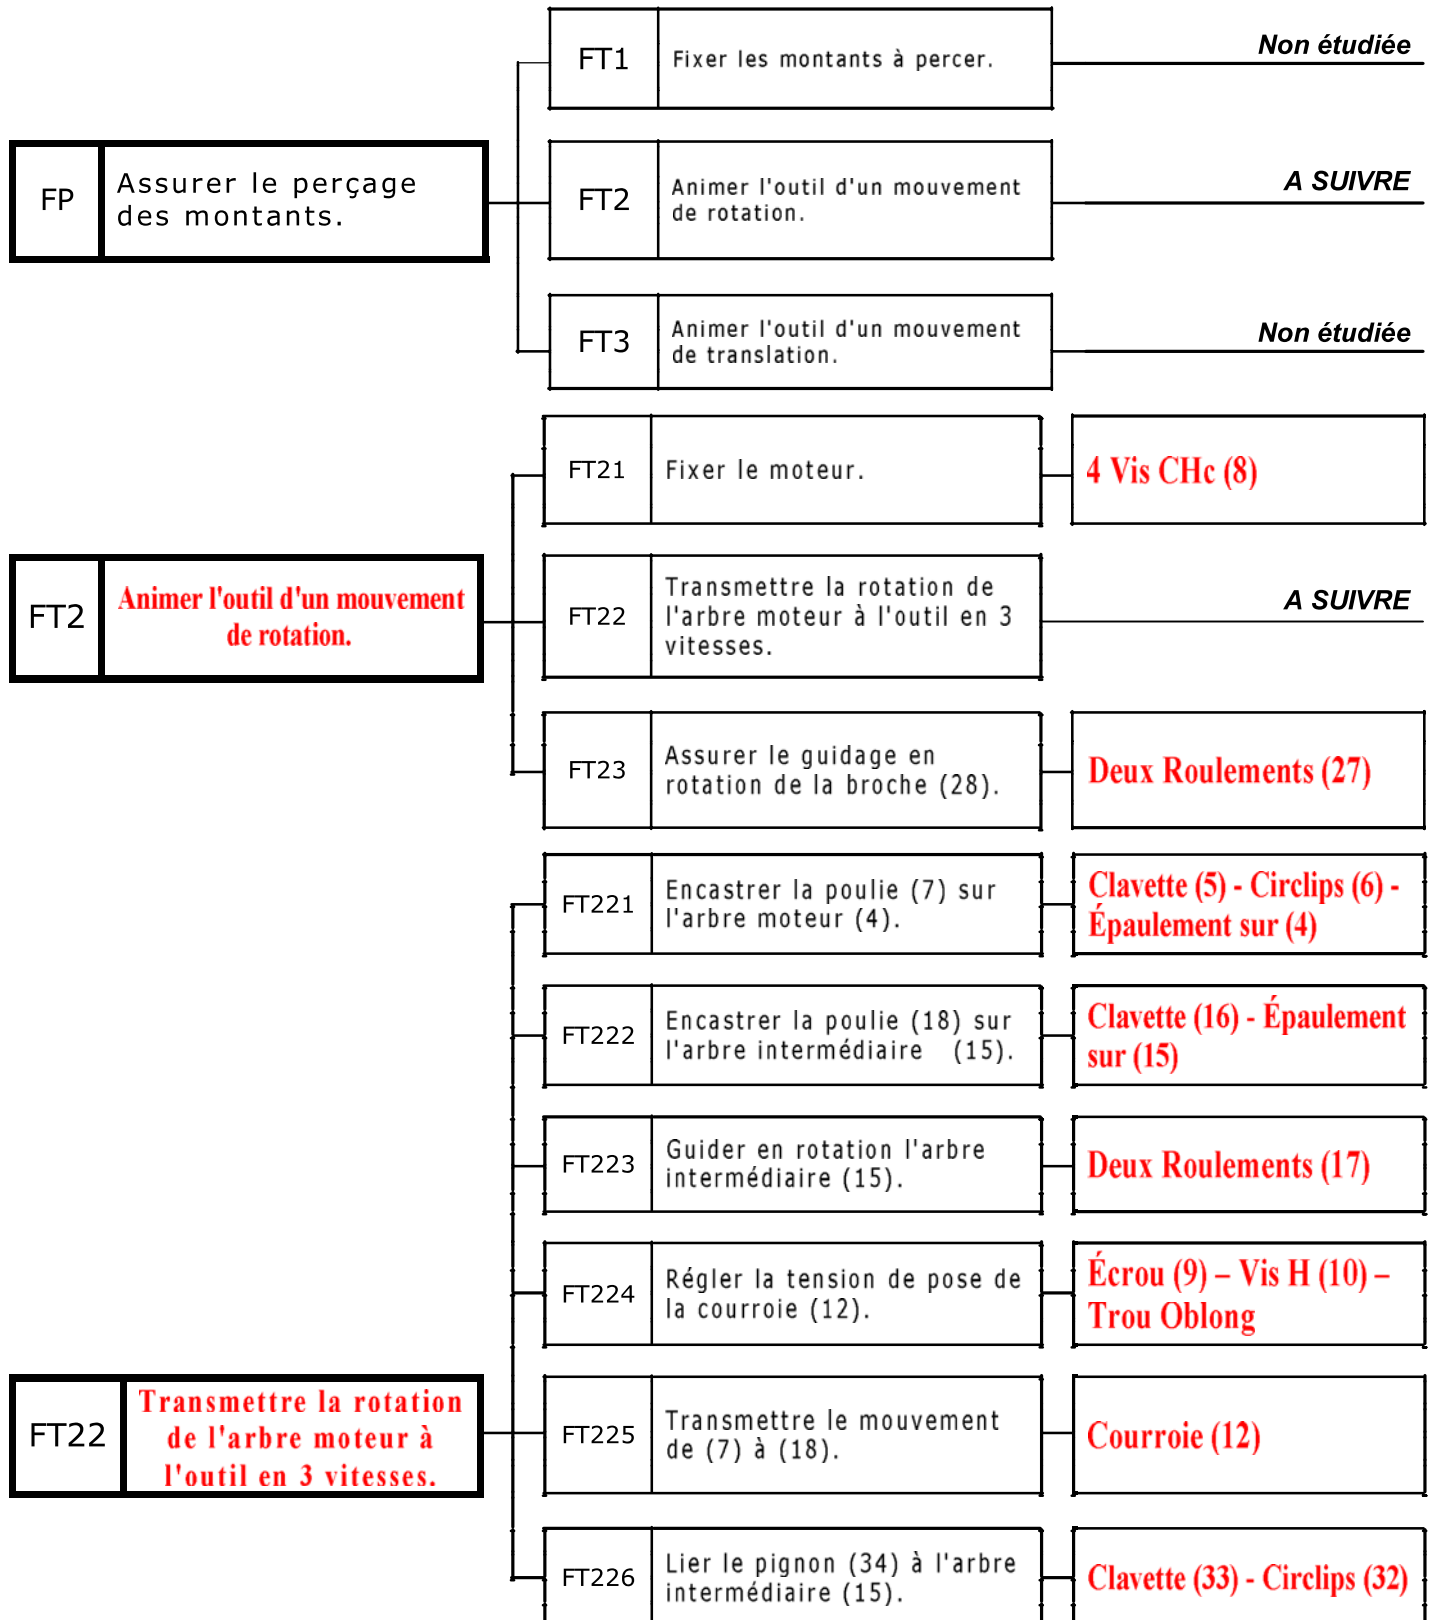 FT1
Fixer les montants à percer.
Non étudiée
FP
Assurer le perçage
des montants.
FT2
Animer l'outil d'un mouvement
de rotation.
A SUIVRE
FT3
Animer l'outil d'un mouvement
de translation.
Non étudiée
FT21
Fixer le moteur.
4 Vis CHc (8)
FT2
Animer l'outil d'un mouvement
de rotation.
FT22
Transmettre la rotation de
l'arbre moteur à l'outil en 3
vitesses.
A SUIVRE
FT23
Assurer le guidage en
rotation de la broche (28).
Deux Roulements (27)
FT221
Encastrer la poulie (7) sur
l'arbre moteur (4).
Clavette (5) - Circlips (6) -
Épaulement sur (4)
FT222
Encastrer la poulie (18) sur
l'arbre intermédiaire (15).
Clavette (16) - Épaulement
sur (15)
FT223
Guider en rotation l'arbre
intermédiaire (15).
Deux Roulements (17)
FT224
Régler la tension de pose de
la courroie (12).
Écrou (9) – Vis H (10) –
Trou Oblong
FT22
Transmettre la rotation
de l'arbre moteur à
l'outil en 3 vitesses.
FT225
Transmettre le mouvement
de (7) à (18).
Courroie (12)
FT226
Lier le pignon (34) à l'arbre
intermédiaire (15).
Clavette (33) - Circlips (32)